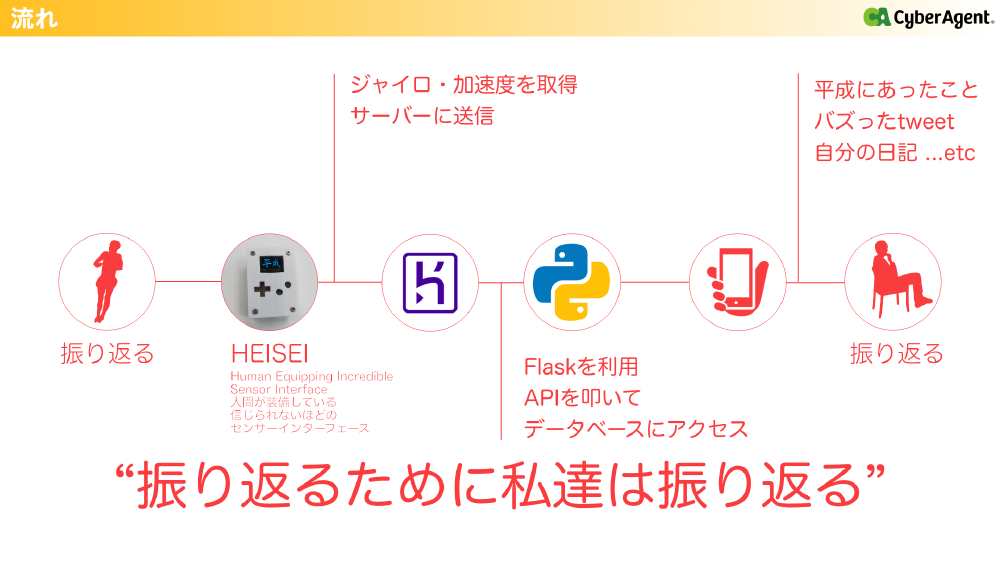 流れ
CyberAgent®
ジャイロ・加速度を取得
サーバーに送信
平成にあったこと
バズったtweet
自分の日記 ...etc
平成
振り返る
HEISEI
Human Equipping Incredible
Sensor Interface
人間が装備している
信じられないほどの
センサーインターフェース
Flaskを利用
APIを叩いて
データベースにアクセス
振り返る
“振り返るために私達は振り返る”